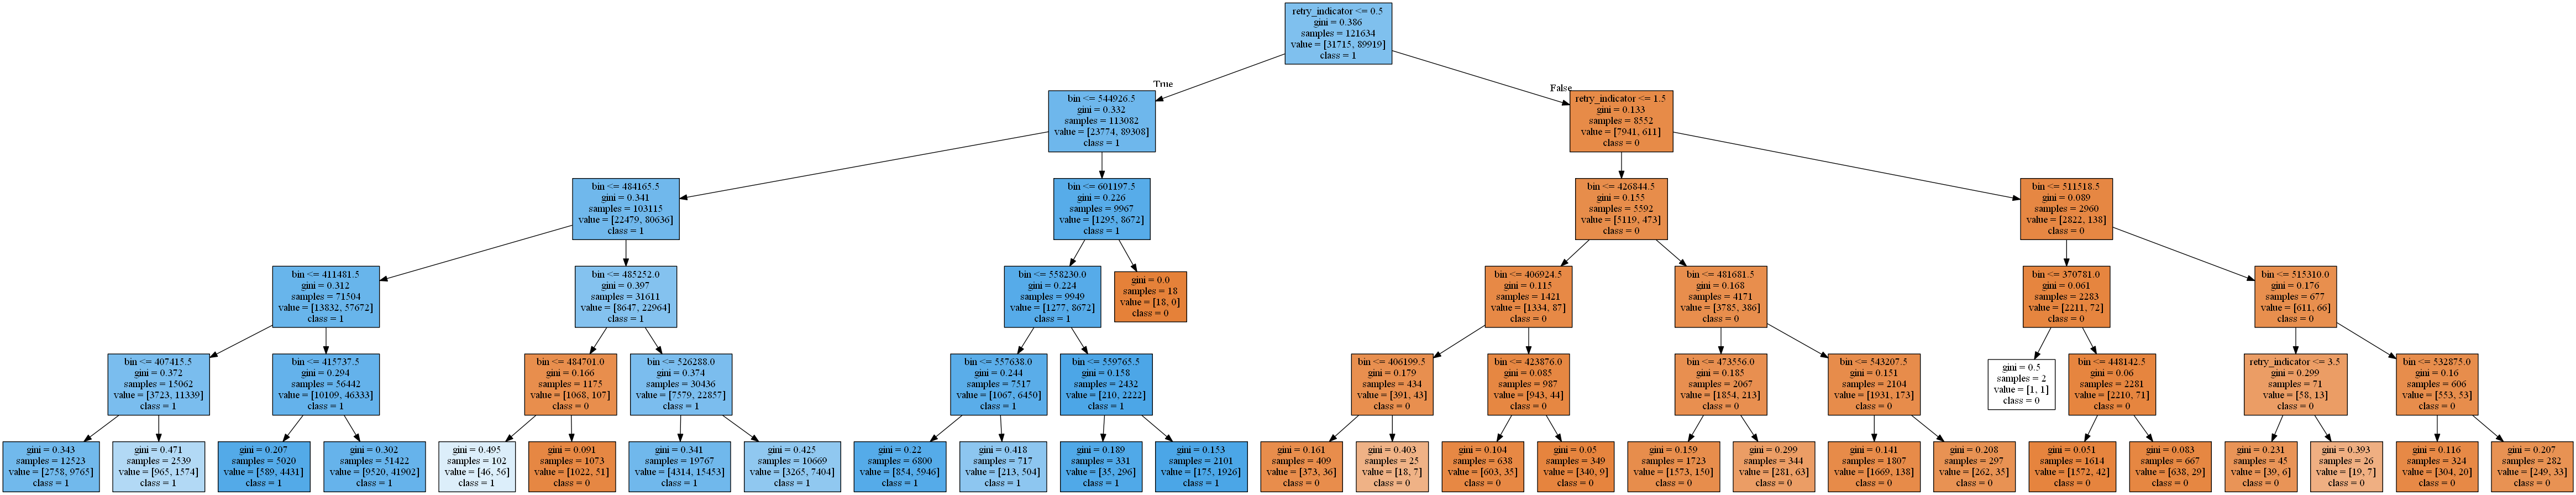 retry_indicator <= 0.5
gini = 0.386
samples = 121634
value = [31715, 89919]
class = 1
True
False
bin <= 544926.5
gini = 0.332
samples = 113082
value = [23774, 89308]
class = 1
retry_indicator <= 1.5
gini = 0.133
samples = 8552
value = [7941, 611]
class = 0
bin <= 484165.5
gini = 0.341
samples = 103115
value = [22479, 80636]
class = 1
bin <= 601197.5
gini = 0.226
samples = 9967
value = [1295, 8672]
class = 1
bin <= 426844.5
gini = 0.155
samples = 5592
value = [5119, 473]
class = 0
bin <= 511518.5
gini = 0.089
samples = 2960
value = [2822, 138]
class = 0
bin <= 411481.5
gini = 0.312
samples = 71504
value = [13832, 57672]
class = 1
bin <= 485252.0
gini = 0.397
samples = 31611
value = [8647, 22964]
class = 1
bin <= 558230.0
gini = 0.224
samples = 9949
value = [1277, 8672]
class = 1
gini = 0.0
samples = 18
value = [18, 0]
class = 0
bin <= 406924.5
gini = 0.115
samples = 1421
value = [1334, 87]
class = 0
bin <= 481681.5
gini = 0.168
samples = 4171
value = [3785, 386]
class = 0
bin <= 370781.0
gini = 0.061
samples = 2283
value = [2211, 72]
class = 0
bin <= 515310.0
gini = 0.176
samples = 677
value = [611, 66]
class = 0
bin <= 407415.5
gini = 0.372
samples = 15062
value = [3723, 11339]
class = 1
bin <= 415737.5
gini = 0.294
samples = 56442
value = [10109, 46333]
class = 1
bin <= 484701.0
gini = 0.166
samples = 1175
value = [1068, 107]
class = 0
bin <= 526288.0
gini = 0.374
samples = 30436
value = [7579, 22857]
class = 1
bin <= 557638.0
gini = 0.244
samples = 7517
value = [1067, 6450]
class = 1
bin <= 559765.5
gini = 0.158
samples = 2432
value = [210, 2222]
class = 1
bin <= 406199.5
gini = 0.179
samples = 434
value = [391, 43]
class = 0
bin <= 423876.0
gini = 0.085
samples = 987
value = [943, 44]
class = 0
bin <= 473556.0
gini = 0.185
samples = 2067
value = [1854, 213]
class = 0
bin <= 543207.5
gini = 0.151
samples = 2104
value = [1931, 173]
class = 0
gini = 0.5
samples = 2
value = [1, 1]
class = 0
bin <= 448142.5
gini = 0.06
samples = 2281
value = [2210, 71]
class = 0
retry_indicator <= 3.5
gini = 0.299
samples = 71
value = [58, 13]
class = 0
bin <= 532875.0
gini = 0.16
samples = 606
value = [553, 53]
class = 0
gini = 0.343
samples = 12523
value = [2758, 9765]
class = 1
gini = 0.471
samples = 2539
value = [965, 1574]
class = 1
gini = 0.207
samples = 5020
value = [589, 4431]
class = 1
gini = 0.302
samples = 51422
value = [9520, 41902]
class = 1
gini = 0.495
samples = 102
value = [46, 56]
class = 1
gini = 0.091
samples = 1073
value = [1022, 51]
class = 0
gini = 0.341
samples = 19767
value = [4314, 15453]
class = 1
gini = 0.425
samples = 10669
value = [3265, 7404]
class = 1
gini = 0.22
samples = 6800
value = [854, 5946]
class = 1
gini = 0.418
samples = 717
value = [213, 504]
class = 1
gini = 0.189
samples = 331
value = [35, 296]
class = 1
gini = 0.153
samples = 2101
value = [175, 1926]
class = 1
gini = 0.161
samples = 409
value = [373, 36]
class = 0
gini = 0.403
samples = 25
value = [18, 7]
class = 0
gini = 0.104
samples = 638
value = [603, 35]
class = 0
gini = 0.05
samples = 349
value = [340, 9]
class = 0
gini = 0.159
samples = 1723
value = [1573, 150]
class = 0
gini = 0.299
samples = 344
value = [281, 63]
class = 0
gini = 0.141
samples = 1807
value = [1669, 138]
class = 0
gini = 0.208
samples = 297
value = [262, 35]
class = 0
gini = 0.051
samples = 1614
value = [1572, 42]
class = 0
gini = 0.083
samples = 667
value = [638, 29]
class = 0
gini = 0.231
samples = 45
value = [39, 6]
class = 0
gini = 0.393
samples = 26
value = [19, 7]
class = 0
gini = 0.116
samples = 324
value = [304, 20]
class = 0
gini = 0.207
samples = 282
value = [249, 33]
class = 0